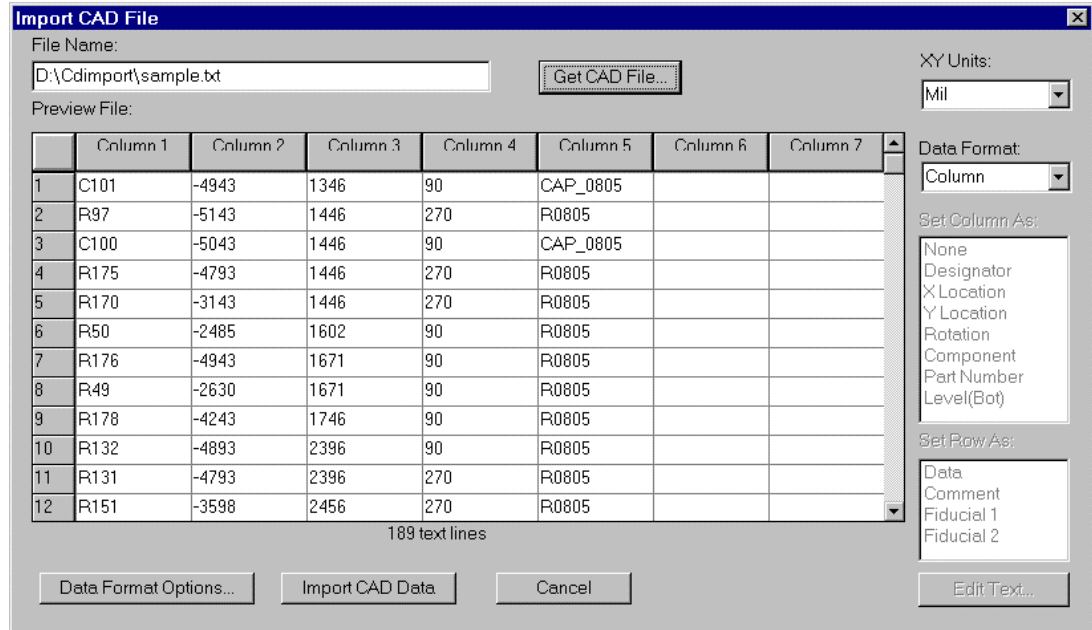 Import CAD File
File Name:
D:\Cdimport\sample.txt
Get CAD File...
XY Units:
Mil
Preview File:
Data Format:
Column
Column 1 Column 2 Column 3 Column 4 Column 5 Column 6 Column 7
1 C101 -4943 1346 90 CAP_0805
2 R97 -5143 1446 270 R0805
3 C100 -5043 1446 90 CAP_0805
4 R175 -4793 1446 270 R0805
5 R170 -3143 1446 270 R0805
6 R50 -2485 1602 90 R0805
7 R176 -4943 1671 90 R0805
8 R49 -2630 1671 90 R0805
9 R178 -4243 1746 90 R0805
10 R132 -4893 2396 90 R0805
11 R131 -4793 2396 270 R0805
12 R151 -3598 2456 270 R0805
189 text lines
Set Column As:
None
Designator
X Location
Y Location
Rotation
Component
Part Number
Level(Bot)
Set Row As:
Data
Comment
Fiducial 1
Fiducial 2
Data Format Options...
Import CAD Data
Cancel
Edit Text...